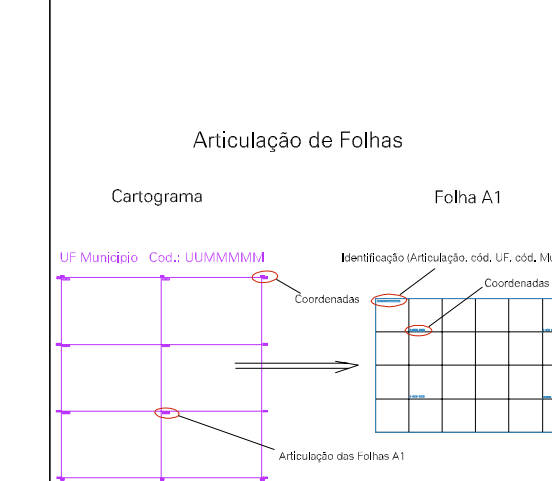 Articulação de Folhas
Cartograma
Folha A1
UF Município Cod.: UUMMMMM
Identificação (Articulação, cód. UF, cód. Mu
Coordenadas
Coordenadas
Articulação das Folhas A1